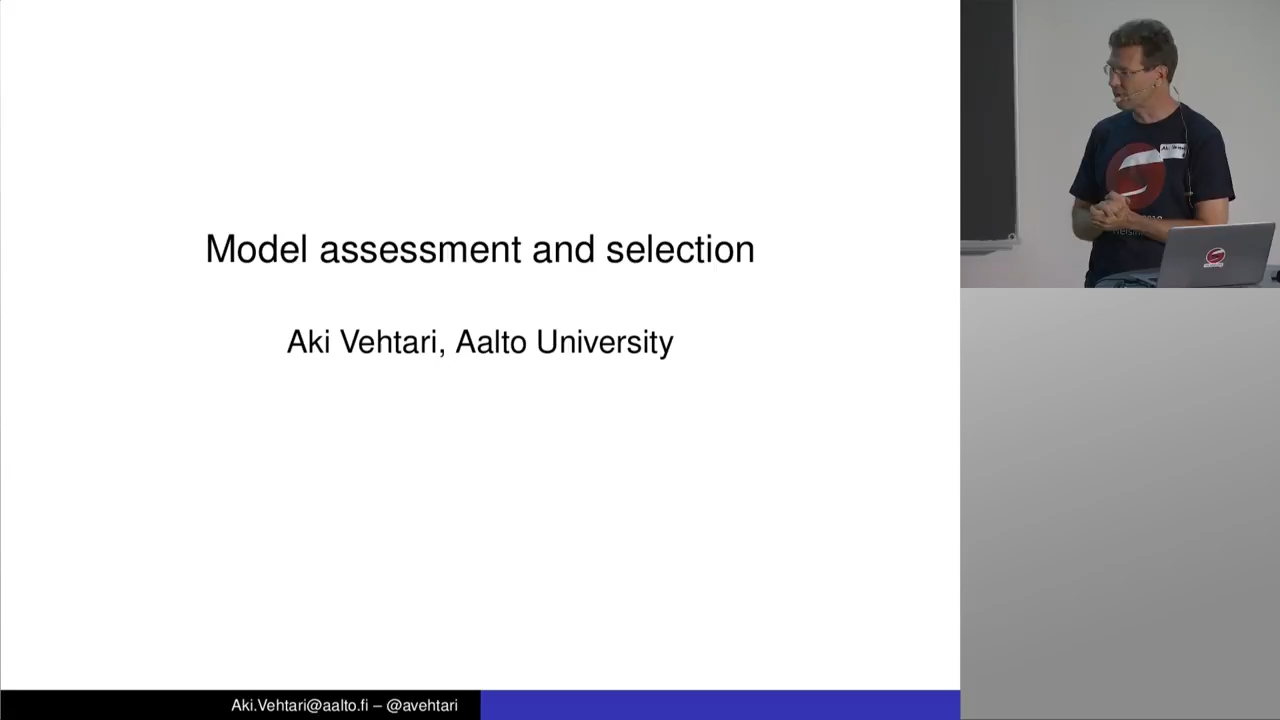 Model assessment and selection
Aki Vehtari, Aalto University
Aki.Vehtari@aalto.fi – @avehtari